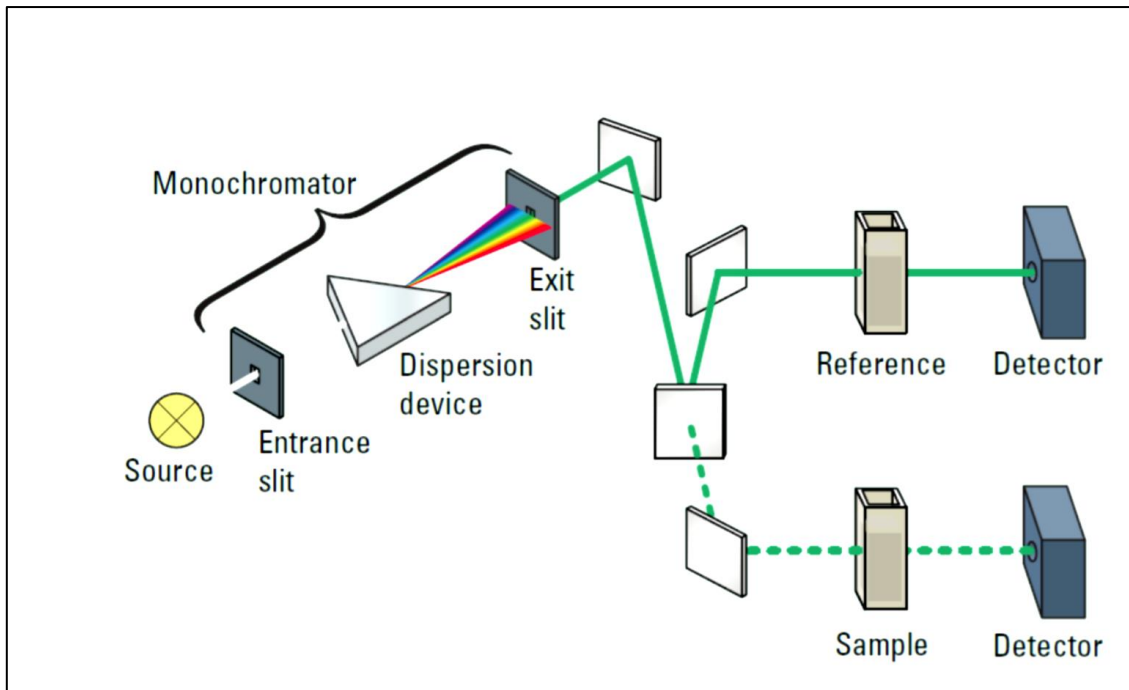 Monochromator
Exit
slit
Dispersion
device
Entrance
slit
Source
Reference
Detector
Sample
Detector